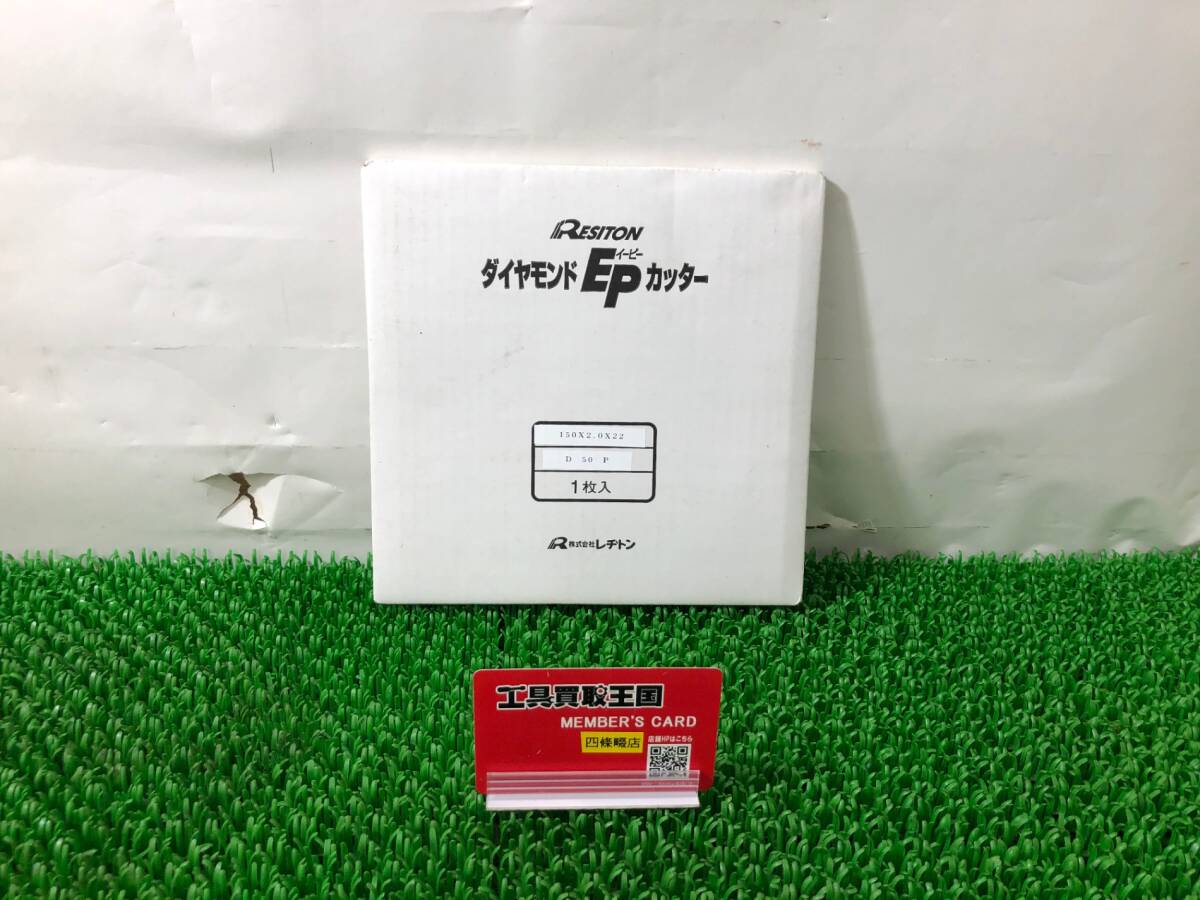 RESITON
イーピー
ダイヤモンドEPカッター
150X2.0X22
D 50 P
1枚入
株式会社レヂトン
工具買取王国
MEMBER'S CARD
四條畷店
店舗HPはこちら